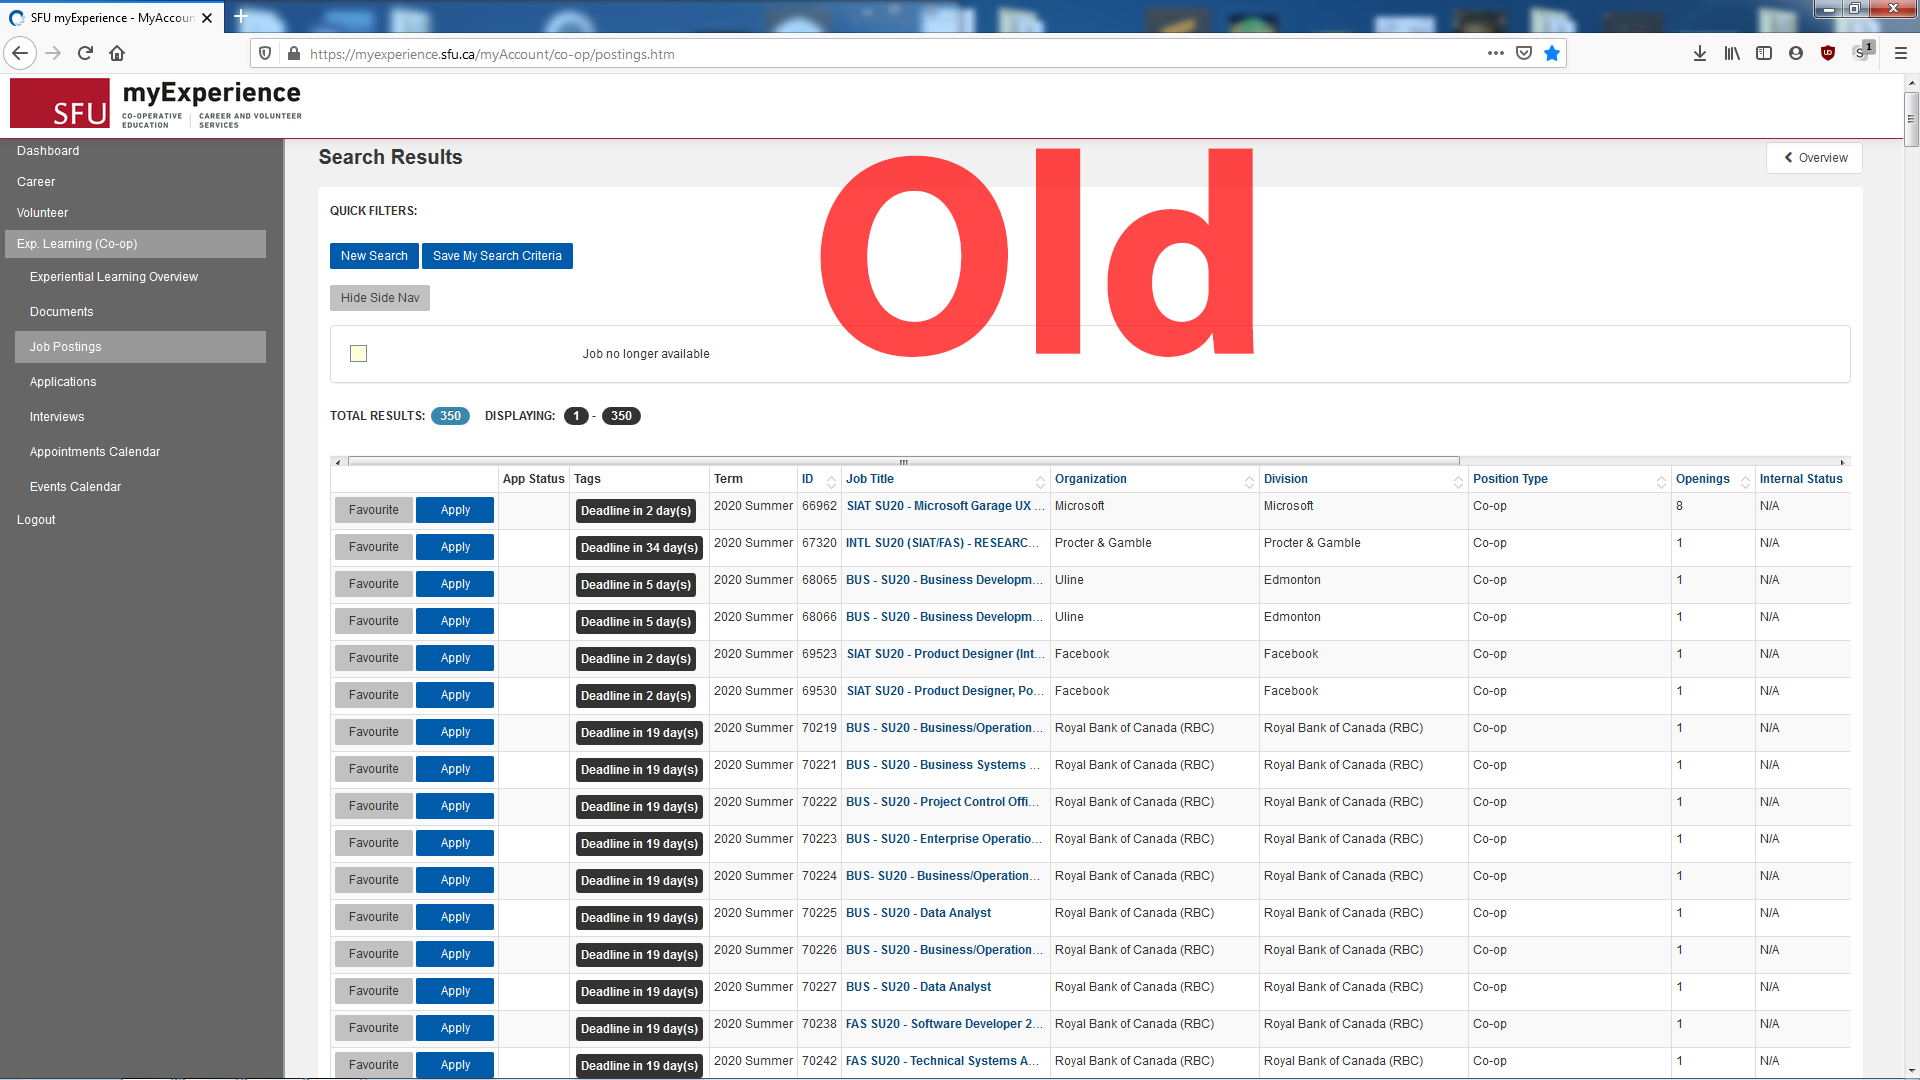 SFU myExperience - MyAccoun
https://myexperience.sfu.ca/myAccount/co-op/postings.htm
1
SFU
myExperience
CO-OPERATIVE EDUCATION | CAREER AND VOLUNTEER SERVICES
Dashboard
Career
Volunteer
Exp. Learning (Co-op)
Experiential Learning Overview
Documents
Job Postings
Applications
Interviews
Appointments Calendar
Events Calendar
Logout
Search Results
Overview
Old
QUICK FILTERS:
New Search Save My Search Criteria
Hide Side Nav
Job no longer available
TOTAL RESULTS: 350 DISPLAYING: 1 - 350
App Status Tags Term ID Job Title Organization Division Position Type Openings Internal Status
Favourite Apply Deadline in 2 day(s) 2020 Summer 66962 SIAT SU20 - Microsoft Garage UX ... Microsoft Microsoft Co-op 8 N/A
Favourite Apply Deadline in 34 day(s) 2020 Summer 67320 INTL SU20 (SIAT/FAS) - RESEARC... Procter & Gamble Procter & Gamble Co-op 1 N/A
Favourite Apply Deadline in 5 day(s) 2020 Summer 68065 BUS - SU20 - Business Developm... Uline Edmonton Co-op 1 N/A
Favourite Apply Deadline in 5 day(s) 2020 Summer 68066 BUS - SU20 - Business Developm... Uline Edmonton Co-op 1 N/A
Favourite Apply Deadline in 2 day(s) 2020 Summer 69523 SIAT SU20 - Product Designer (Int... Facebook Facebook Co-op 1 N/A
Favourite Apply Deadline in 2 day(s) 2020 Summer 69530 SIAT SU20 - Product Designer, Po... Facebook Facebook Co-op 1 N/A
Favourite Apply Deadline in 19 day(s) 2020 Summer 70219 BUS - SU20 - Business/Operation... Royal Bank of Canada (RBC) Royal Bank of Canada (RBC) Co-op 1 N/A
Favourite Apply Deadline in 19 day(s) 2020 Summer 70221 BUS - SU20 - Business Systems ... Royal Bank of Canada (RBC) Royal Bank of Canada (RBC) Co-op 1 N/A
Favourite Apply Deadline in 19 day(s) 2020 Summer 70222 BUS - SU20 - Project Control Offi... Royal Bank of Canada (RBC) Royal Bank of Canada (RBC) Co-op 1 N/A
Favourite Apply Deadline in 19 day(s) 2020 Summer 70223 BUS - SU20 - Enterprise Operatio... Royal Bank of Canada (RBC) Royal Bank of Canada (RBC) Co-op 1 N/A
Favourite Apply Deadline in 19 day(s) 2020 Summer 70224 BUS- SU20 - Business/Operation... Royal Bank of Canada (RBC) Royal Bank of Canada (RBC) Co-op 1 N/A
Favourite Apply Deadline in 19 day(s) 2020 Summer 70225 BUS - SU20 - Data Analyst Royal Bank of Canada (RBC) Royal Bank of Canada (RBC) Co-op 1 N/A
Favourite Apply Deadline in 19 day(s) 2020 Summer 70226 BUS - SU20 - Business/Operation... Royal Bank of Canada (RBC) Royal Bank of Canada (RBC) Co-op 1 N/A
Favourite Apply Deadline in 19 day(s) 2020 Summer 70227 BUS - SU20 - Data Analyst Royal Bank of Canada (RBC) Royal Bank of Canada (RBC) Co-op 1 N/A
Favourite Apply Deadline in 19 day(s) 2020 Summer 70238 FAS SU20 - Software Developer 2... Royal Bank of Canada (RBC) Royal Bank of Canada (RBC) Co-op 1 N/A
Favourite Apply Deadline in 19 day(s) 2020 Summer 70242 FAS SU20 - Technical Systems A... Royal Bank of Canada (RBC) Royal Bank of Canada (RBC) Co-op 1 N/A